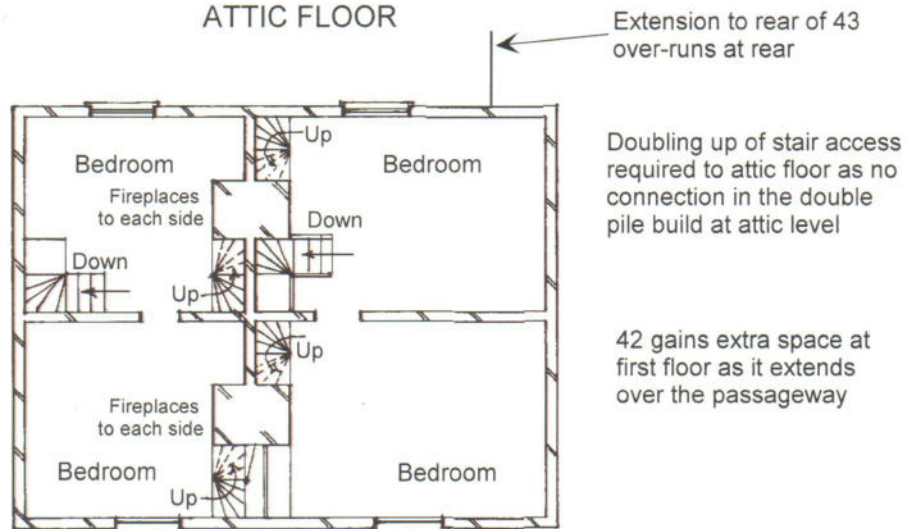 ATTIC FLOOR
Extension to rear of 43
over-runs at rear
Up
Bedroom
Bedroom
Fireplaces
to each side
Down
Down
Up
Up
Fireplaces
to each side
Bedroom
Bedroom
Up
Doubling up of stair access
required to attic floor as no
connection in the double
pile build at attic level
42 gains extra space at
first floor as it extends
over the passageway